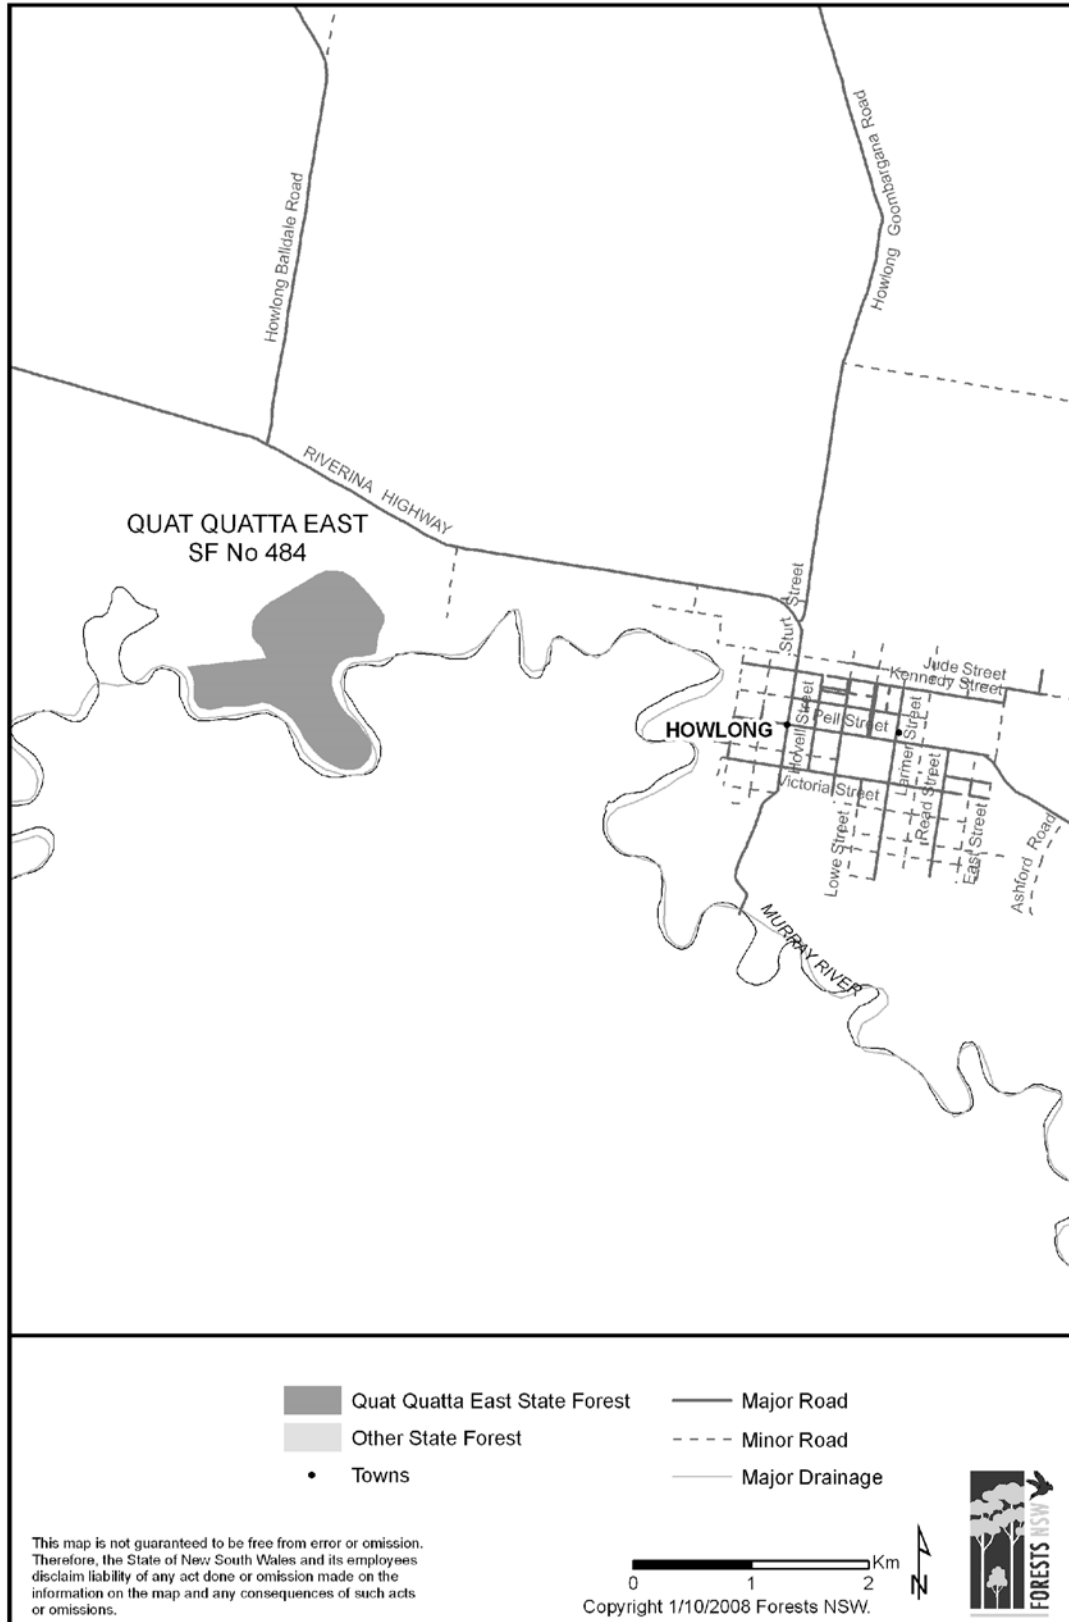 Howlong Balldale Road
Howlong Goombargana Road
RIVERINA HIGHWAY
QUAT QUATTA EAST
SF No 484
Sturt Street
Jude Street
Kennedy Street
HOWLONG
Hovell Street
Pell Street
Larmer Street
Victoria Street
Read Street
Lowe Street
East Street
Ashford Road
MURRAY RIVER
Quat Quatta East State Forest
Other State Forest
Towns
Major Road
Minor Road
Major Drainage
This map is not guaranteed to be free from error or omission.
Therefore, the State of New South Wales and its employees
disclaim liability of any act done or omission made on the
information on the map and any consequences of such acts
or omissions.
0 1 2 Km
Copyright 1/10/2008 Forests NSW.
N
FORESTS NSW